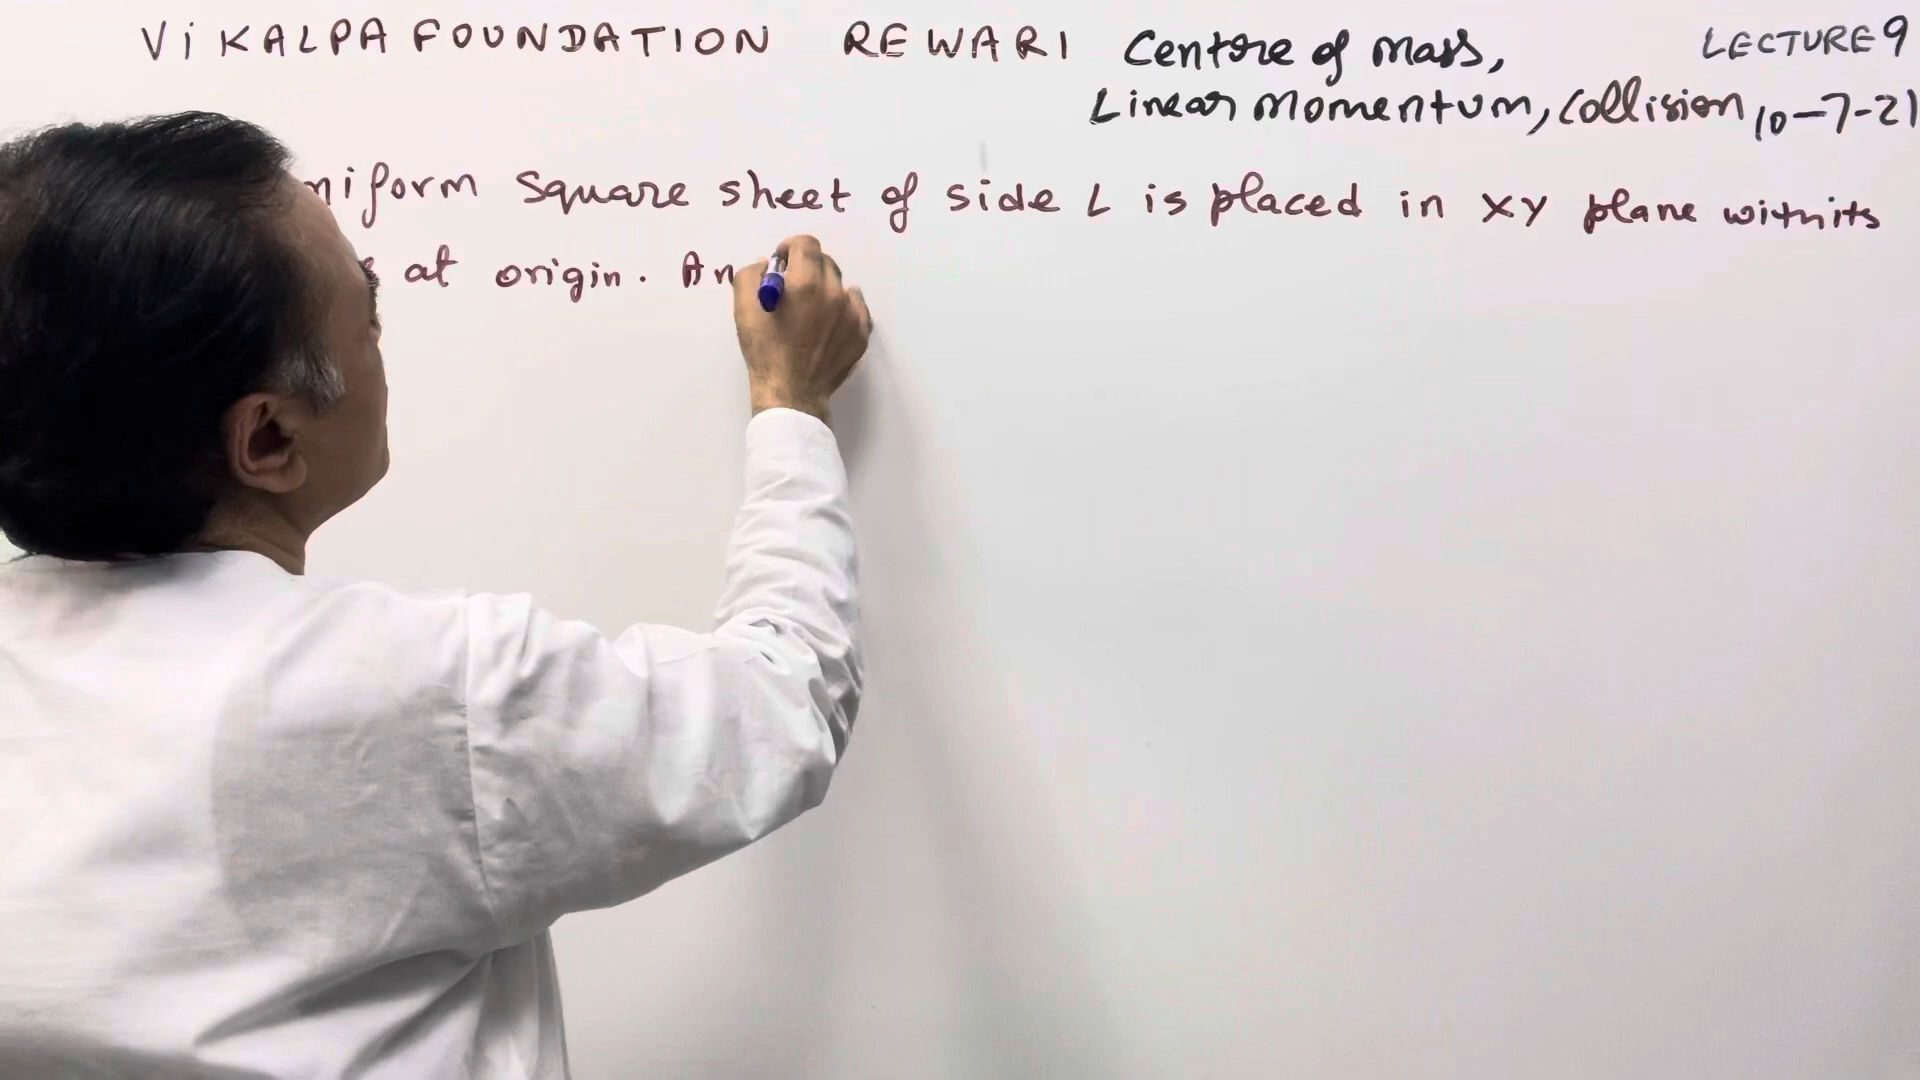 ViKALPA FOUNDATION REWARI Centre of Mass, LECTURE 9
Linear Momentum, Collision 10-7-21
niform square sheet of side L is placed in XY plane with its
at origin. An